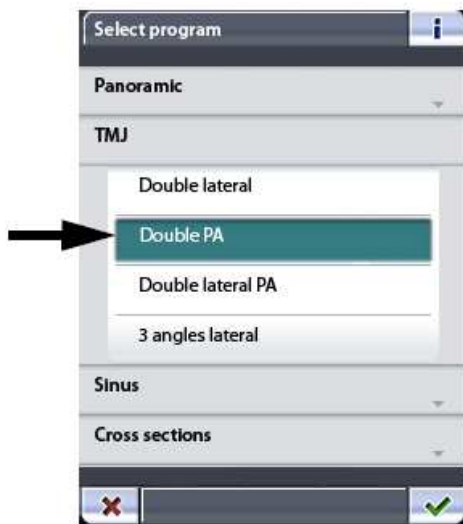 Select program
i
Panoramic
TMJ
Double lateral
Double PA
Double lateral PA
3 angles lateral
Sinus
Cross sections